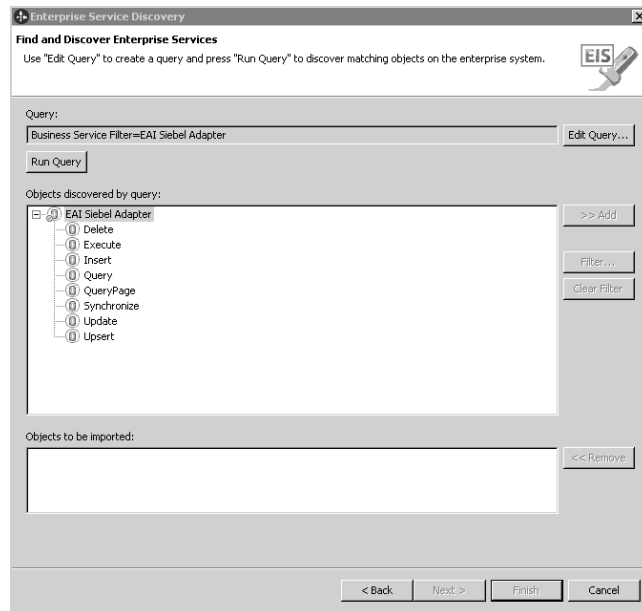 Enterprise Service Discovery
Find and Discover Enterprise Services
Use "Edit Query" to create a query and press "Run Query" to discover matching objects on the enterprise system.
EIS
Query:
Business Service Filter=EAI Siebel Adapter
Edit Query...
Run Query
Objects discovered by query:
EAI Siebel Adapter
>> Add
Delete
Execute
Insert
Filter...
Query
QueryPage
Clear Filter
Synchronize
Update
Upsert
Objects to be imported:
<< Remove
< Back
Next >
Finish
Cancel